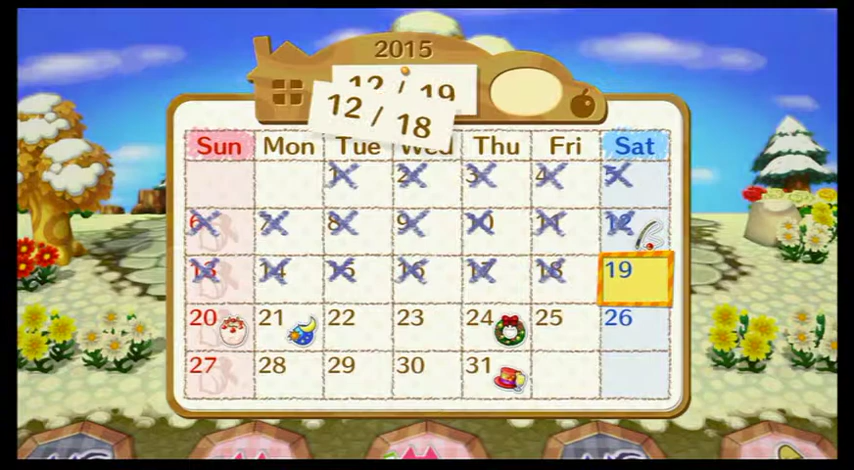 2015
12 / 19
12 / 18
Sun Mon Tue Wed Thu Fri Sat
1 2 3 4 5
6 7 8 9 10 11 12
13 14 15 16 17 18 19
20 21 22 23 24 25 26
27 28 29 30 31